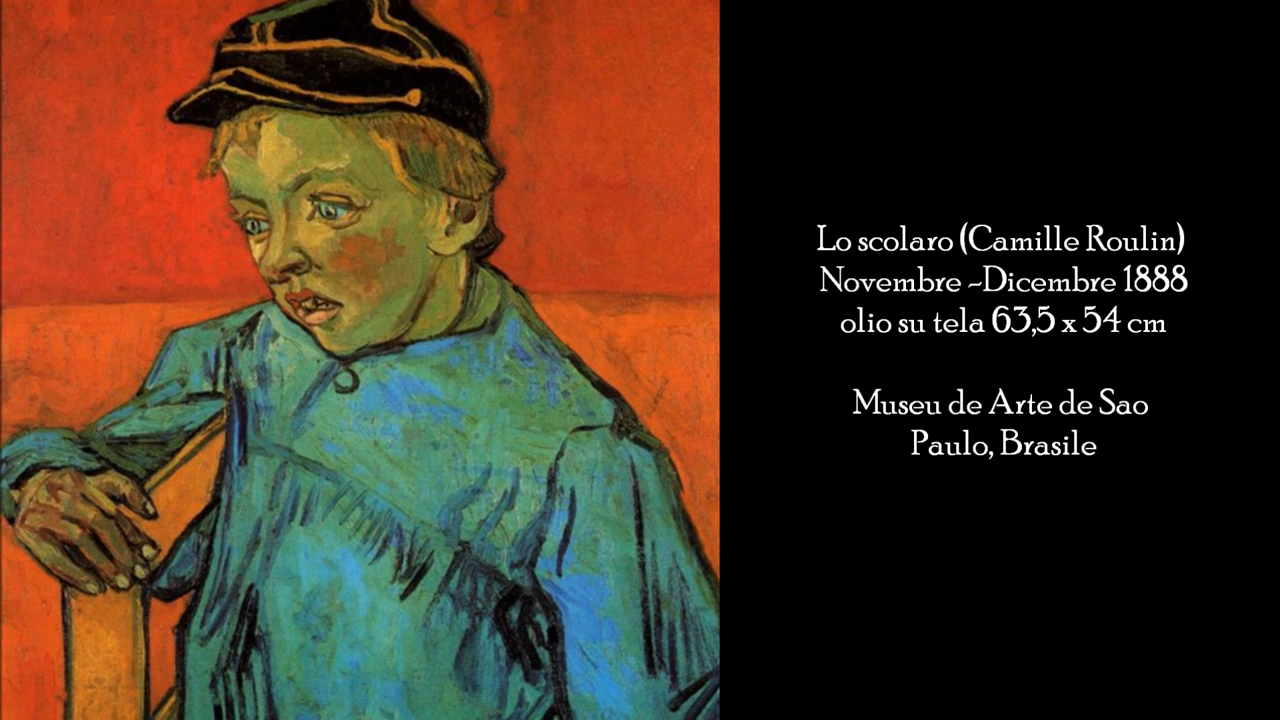 Lo scolaro (Camille Roulin)
Novembre -Dicembre 1888
olio su tela 63,5 x 54 cm
Museu de Arte de Sao
Paulo, Brasile